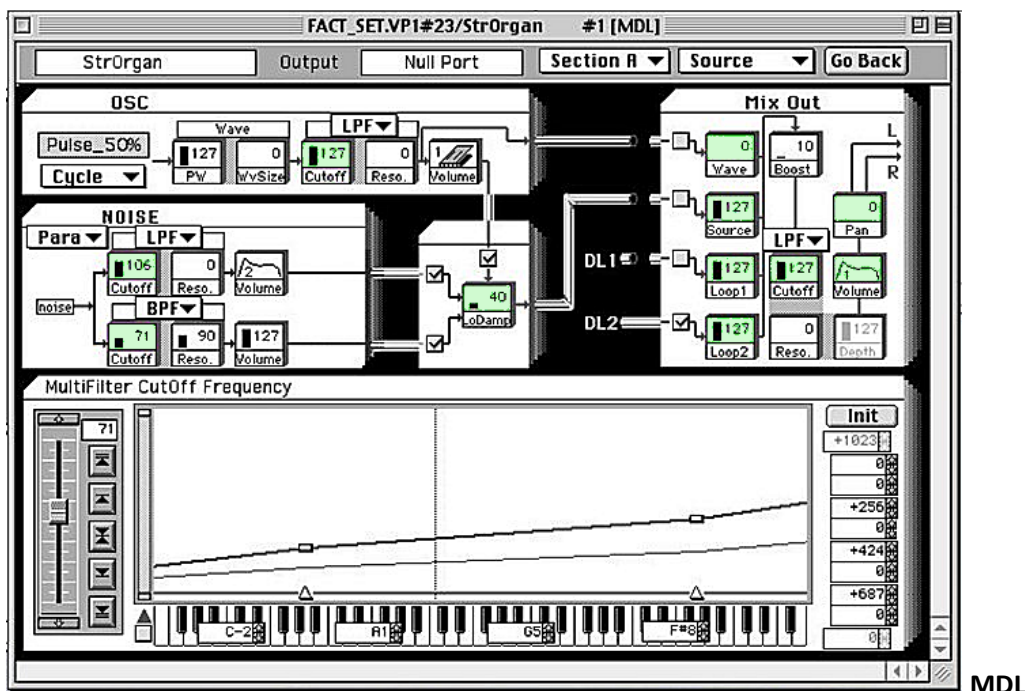 FACT_SET.VP1#23/StrOrgan #1 [MDL]
StrOrgan Output Null Port Section A Source Go Back
OSC
Pulse_50%
Cycle
Wave
127 0
PW WvSize
LPF
127 0
Cutoff Reso.
1
Volume
NOISE
Para
noise
LPF
106 0 2
Cutoff Reso. Volume
BPF
71 90 127
Cutoff Reso. Volume
40
LoDamp
DL1
DL2
Mix Out
L
R
0 10
Wave Boost
127 0
Source Pan
LPF
127 127 1
Loop1 Cutoff Volume
127 0 127
Loop2 Reso. Depth
MultiFilter CutOff Frequency
71
Init
+1023
0
0
+256
0
+424
0
+687
0
0
C-2 A1 G5 F#8
MDL